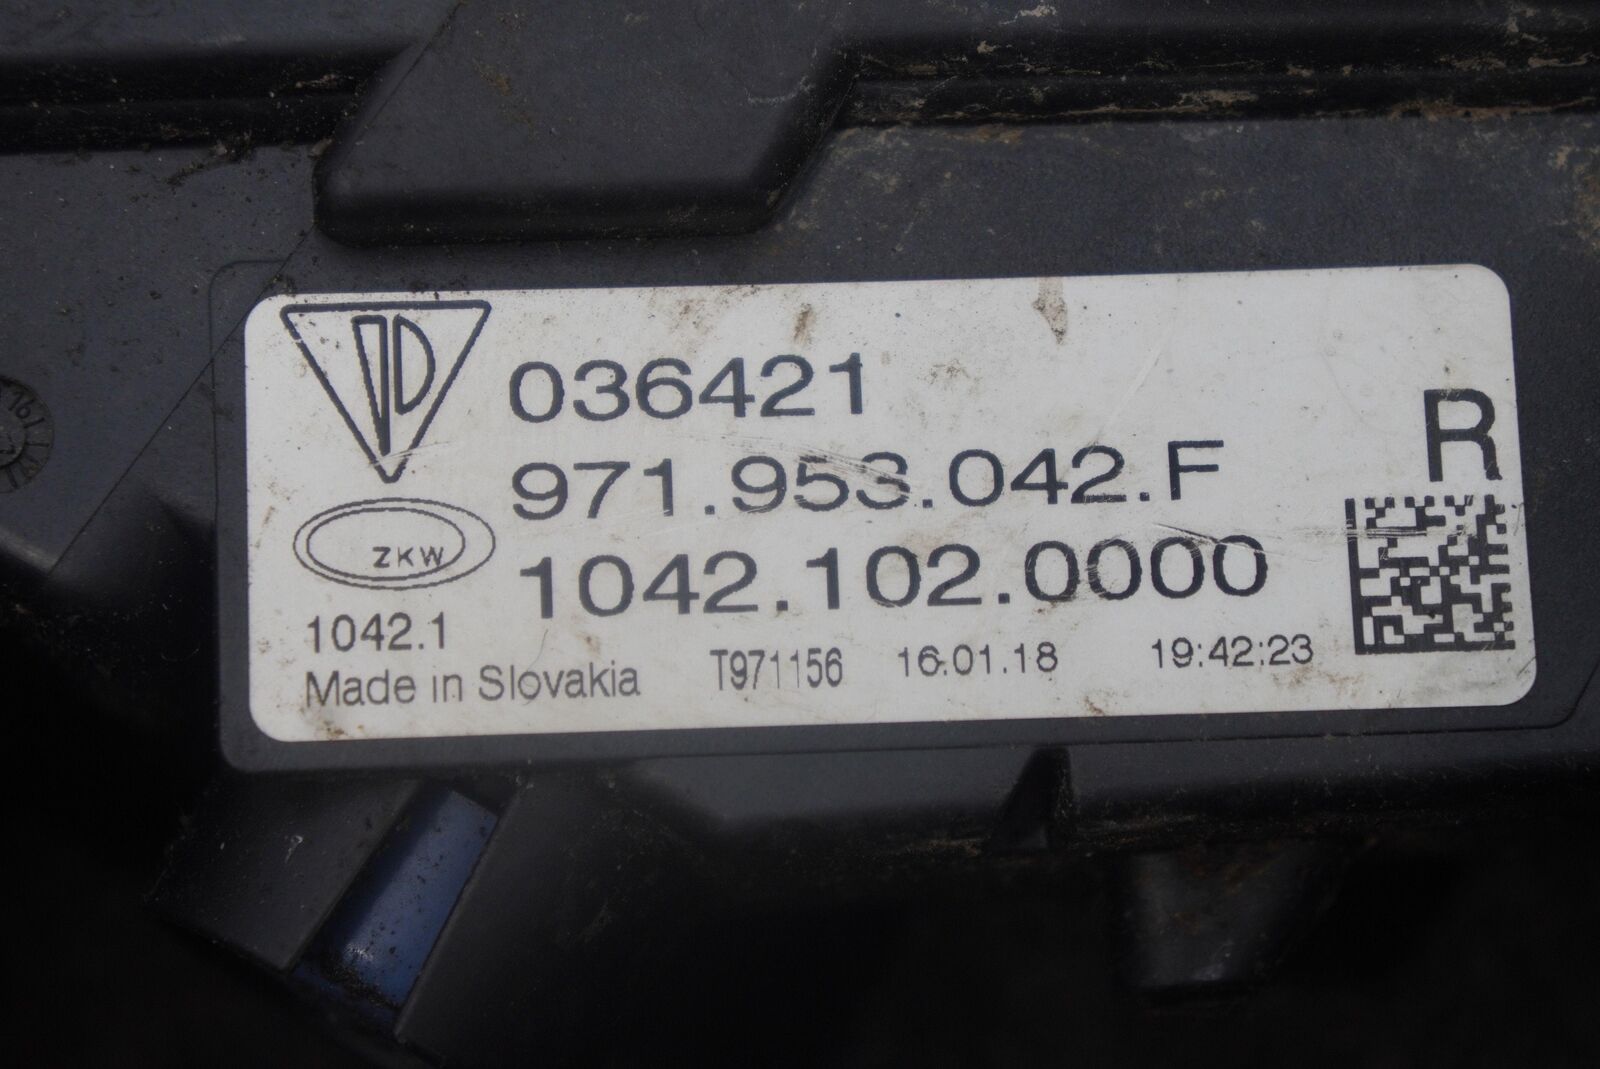 036421
971.953.042.F
R
ZKW
1042.102.0000
1042.1
Made in Slovakia
T971156 16.01.18 19:42:23